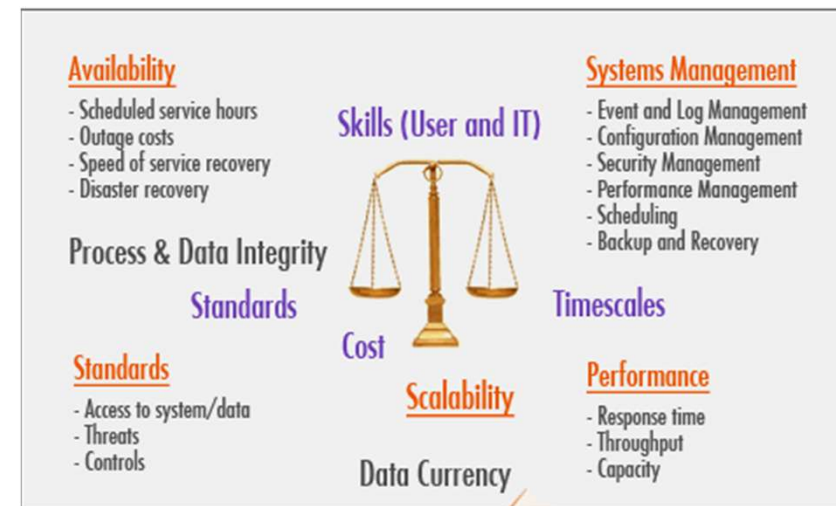 Availability
- Scheduled service hours
- Outage costs
- Speed of service recovery
- Disaster recovery
Skills (User and IT)
Systems Management
- Event and Log Management
- Configuration Management
- Security Management
- Performance Management
- Scheduling
- Backup and Recovery
Process & Data Integrity
Standards
Timescales
Cost
Standards
- Access to system/data
- Threats
- Controls
Scalability
Performance
- Response time
- Throughput
- Capacity
Data Currency